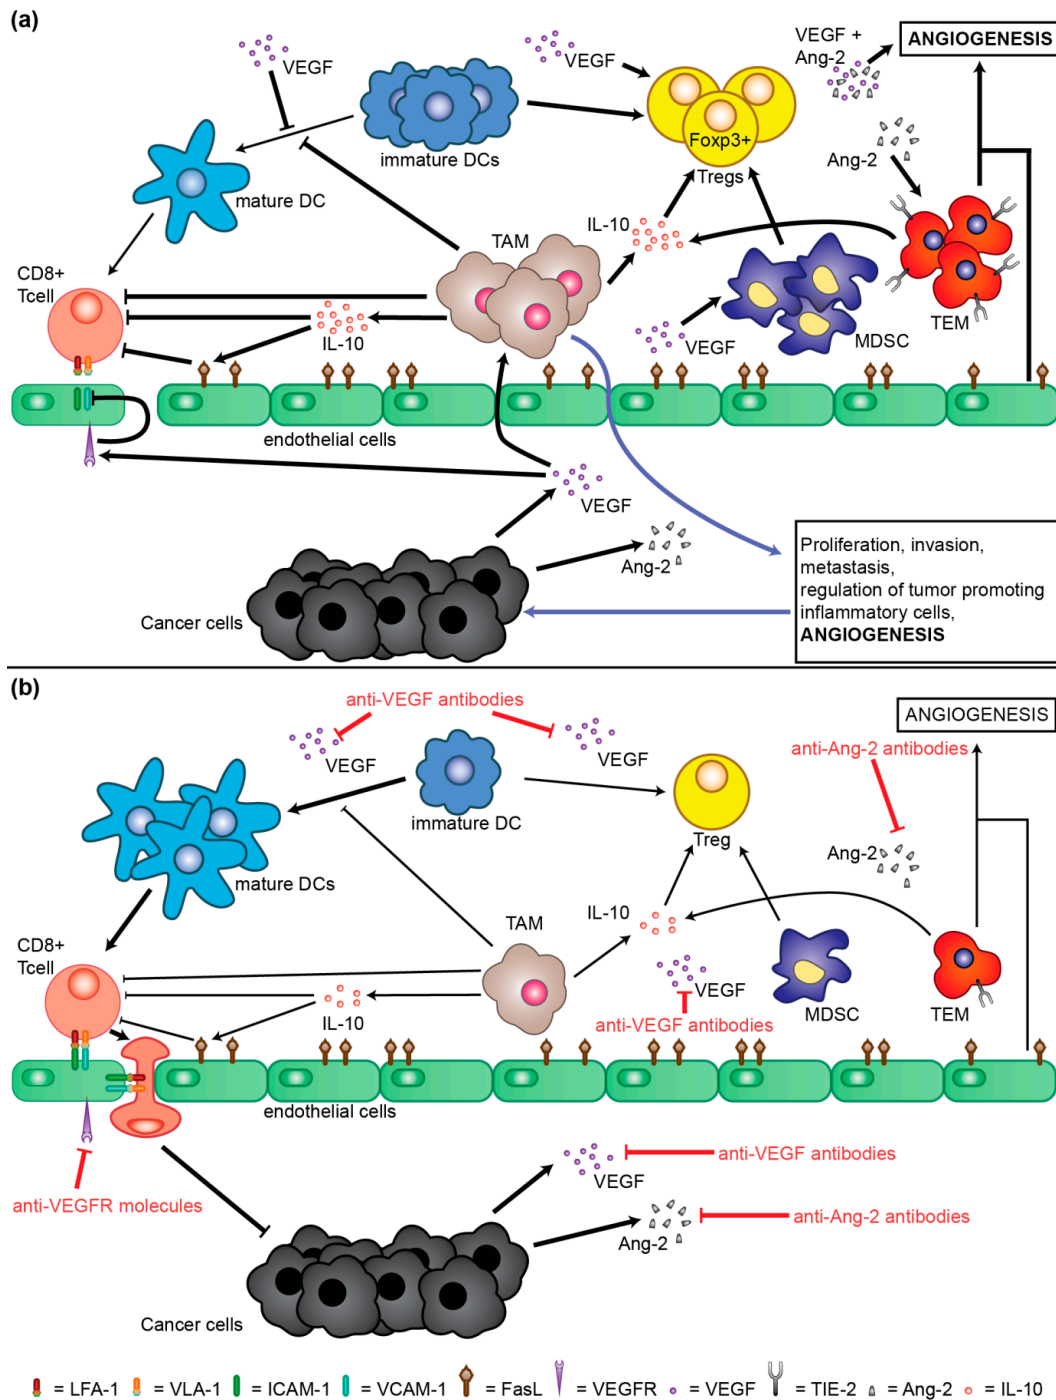 (a)
VEGF
VEGF
VEGF +
Ang-2
ANGIOGENESIS
immature DCs
Foxp3+
Tregs
Ang-2
mature DC
IL-10
TAM
CD8+
Tcell
IL-10
VEGF
MDSC
TEM
endothelial cells
VEGF
Ang-2
Cancer cells
Proliferation, invasion,
metastasis,
regulation of tumor promoting
inflammatory cells,
ANGIOGENESIS
(b)
anti-VEGF antibodies
VEGF
VEGF
ANGIOGENESIS
anti-Ang-2 antibodies
immature DC
Treg
Ang-2
mature DCs
IL-10
TAM
CD8+
Tcell
VEGF
IL-10
anti-VEGF antibodies
MDSC
TEM
endothelial cells
anti-VEGF antibodies
VEGF
anti-VEGFR molecules
anti-Ang-2 antibodies
Ang-2
Cancer cells
= LFA-1 = VLA-1 = ICAM-1 = VCAM-1 = FasL = VEGFR = VEGF = TIE-2 = Ang-2 = IL-10